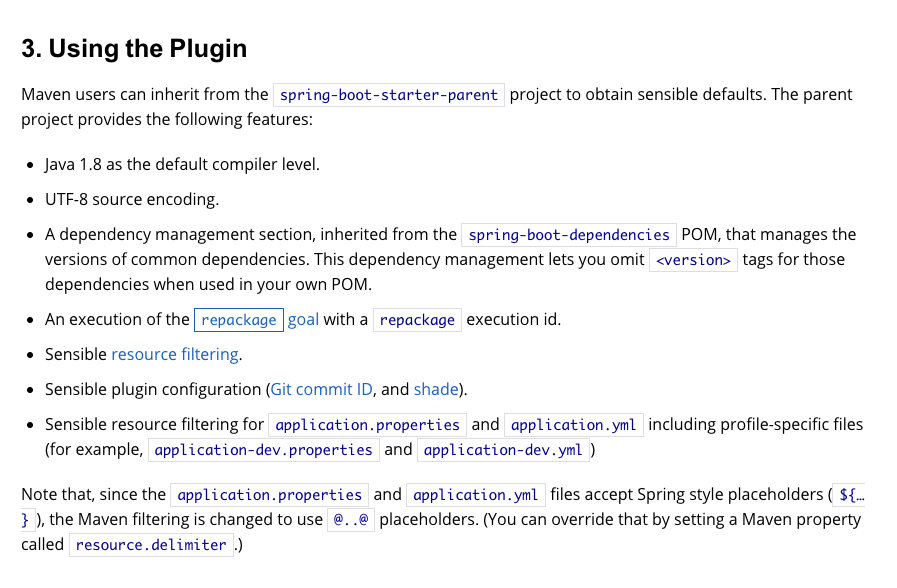 3. Using the Plugin
Maven users can inherit from the spring-boot-starter-parent project to obtain sensible defaults. The parent
project provides the following features:
• Java 1.8 as the default compiler level.
• UTF-8 source encoding.
• A dependency management section, inherited from the spring-boot-dependencies POM, that manages the
versions of common dependencies. This dependency management lets you omit <version> tags for those
dependencies when used in your own POM.
• An execution of the repackage goal with a repackage execution id.
• Sensible resource filtering.
• Sensible plugin configuration (Git commit ID, and shade).
• Sensible resource filtering for application.properties and application.yml including profile-specific files
(for example, application-dev.properties and application-dev.yml)
Note that, since the application.properties and application.yml files accept Spring style placeholders (${…
}), the Maven filtering is changed to use @..@ placeholders. (You can override that by setting a Maven property
called resource.delimiter.)